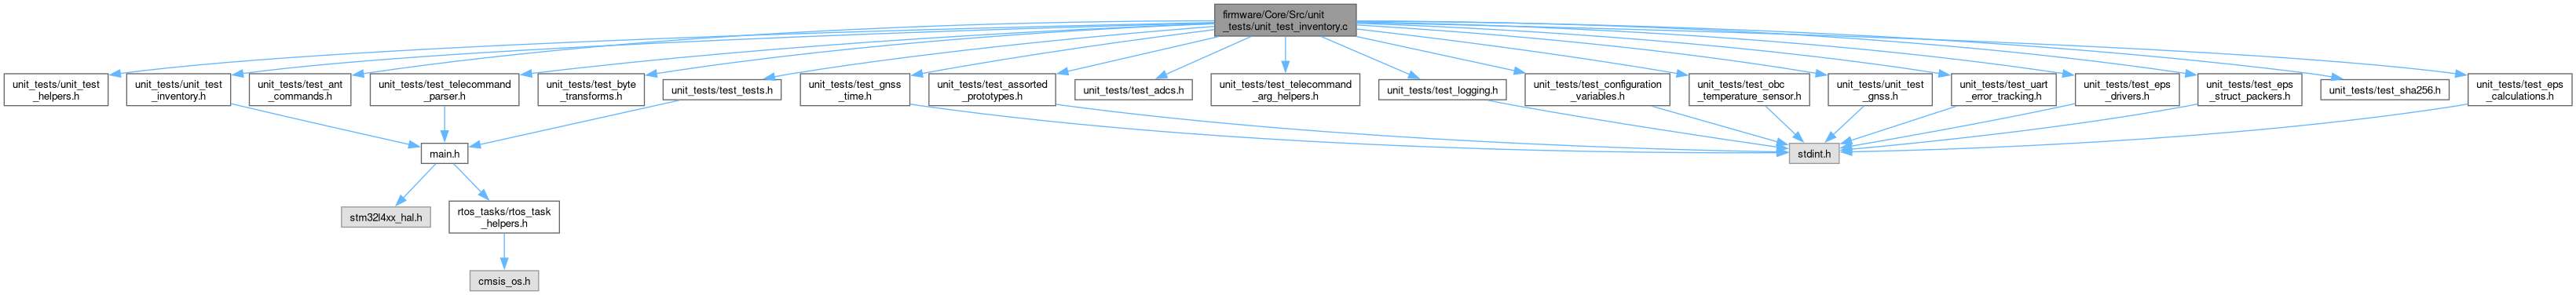 firmware/Core/Src/unit
_tests/unit_test_inventory.c
unit_tests/unit_test
_helpers.h
unit_tests/unit_test
_inventory.h
unit_tests/test_ant
_commands.h
unit_tests/test_telecommand
_parser.h
unit_tests/test_byte
_transforms.h
unit_tests/test_tests.h
unit_tests/test_gnss
_time.h
unit_tests/test_assorted
_prototypes.h
unit_tests/test_adcs.h
unit_tests/test_telecommand
_arg_helpers.h
unit_tests/test_logging.h
unit_tests/test_configuration
_variables.h
unit_tests/test_obc
_temperature_sensor.h
unit_tests/unit_test
_gnss.h
unit_tests/test_uart
_error_tracking.h
unit_tests/test_eps
_drivers.h
unit_tests/test_eps
_struct_packers.h
unit_tests/test_sha256.h
unit_tests/test_eps
_calculations.h
main.h
stdint.h
stm32l4xx_hal.h
rtos_tasks/rtos_task
_helpers.h
cmsis_os.h